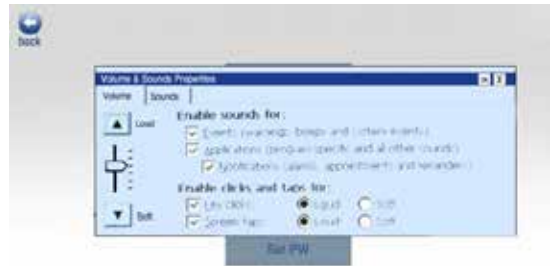 back
Volume & Sounds Properties
Volume Sounds
Loud
Soft
Enable sounds for:
Events (warnings, beeps and system events)
Applications (program specific and all other sounds)
Notifications (alarms, appointments and reminders)
Enable clicks and taps for:
Key clicks Loud Soft
Screen taps Loud Soft
Set PW